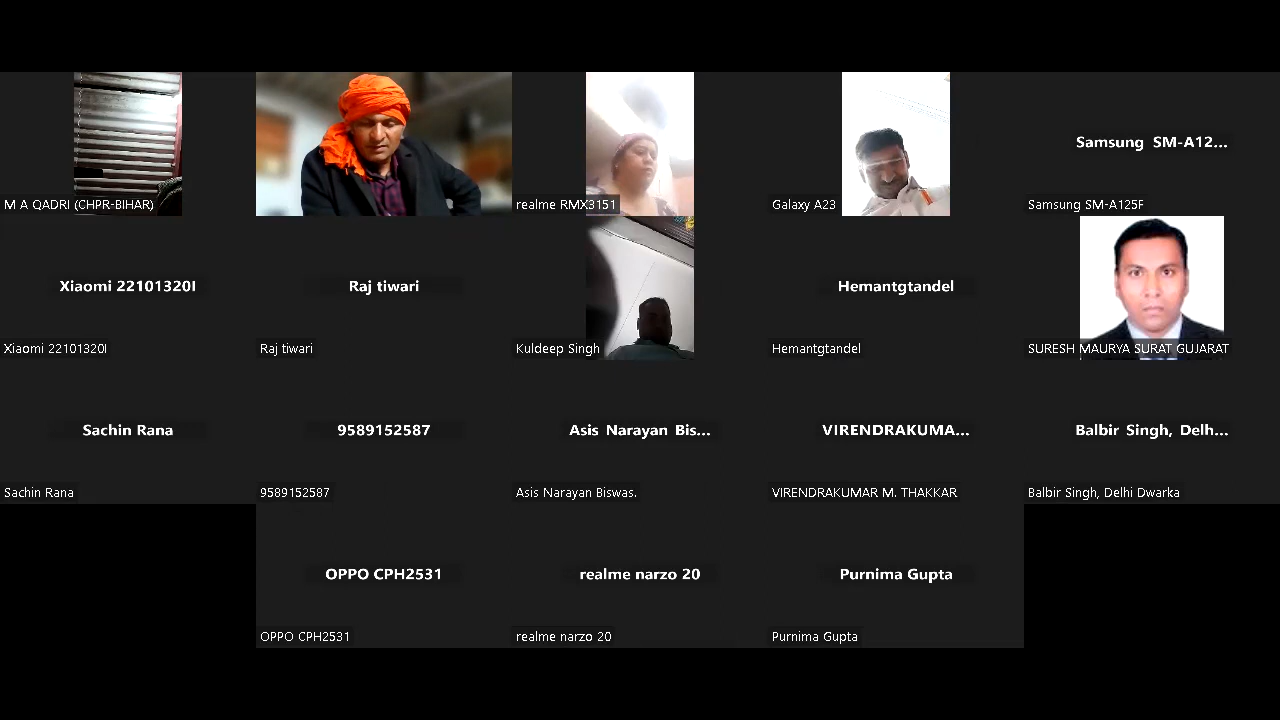 M A QADRI (CHPR-BIHAR)
realme RMX3151
Galaxy A23
Samsung SM-A12...
Samsung SM-A125F
Xiaomi 22101320I
Xiaomi 22101320I
Raj tiwari
Raj tiwari
Kuldeep Singh
Hemantgtandel
Hemantgtandel
SURESH MAURYA SURAT GUJARAT
Sachin Rana
Sachin Rana
9589152587
9589152587
Asis Narayan Bis...
Asis Narayan Biswas.
VIRENDRAKUMA...
VIRENDRAKUMAR M. THAKKAR
Balbir Singh, Delh...
Balbir Singh, Delhi Dwarka
OPPO CPH2531
OPPO CPH2531
realme narzo 20
realme narzo 20
Purnima Gupta
Purnima Gupta